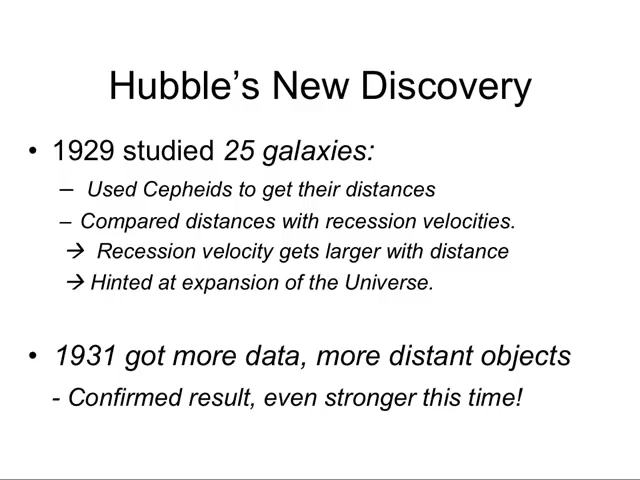 Hubble’s New Discovery
• 1929 studied 25 galaxies:
– Used Cepheids to get their distances
– Compared distances with recession velocities.
→ Recession velocity gets larger with distance
→ Hinted at expansion of the Universe.
• 1931 got more data, more distant objects
- Confirmed result, even stronger this time!